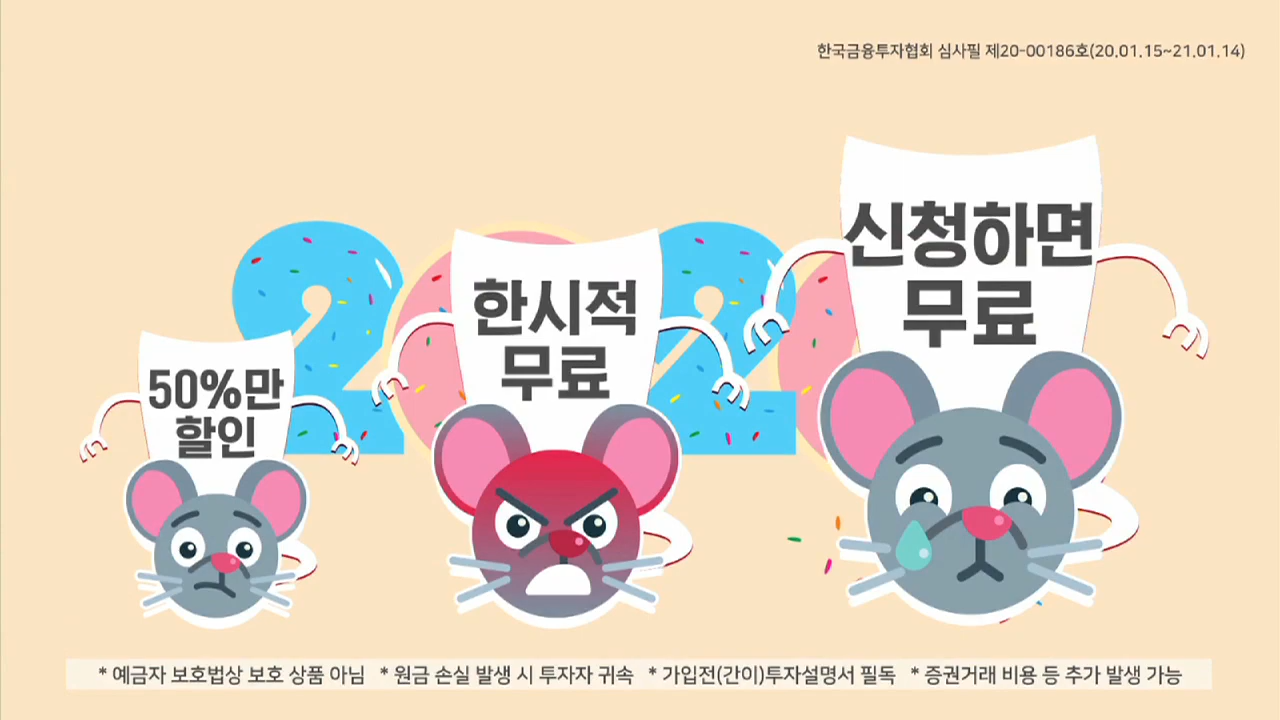 한국금융투자협회 심사필 제20-00186호(20.01.15~21.01.14)
2020
50%만
할인
한시적
무료
신청하면
무료
* 예금자 보호법상 보호 상품 아님 * 원금 손실 발생 시 투자자 귀속 * 가입전(간이)투자설명서 필독 * 증권거래 비용 등 추가 발생 가능